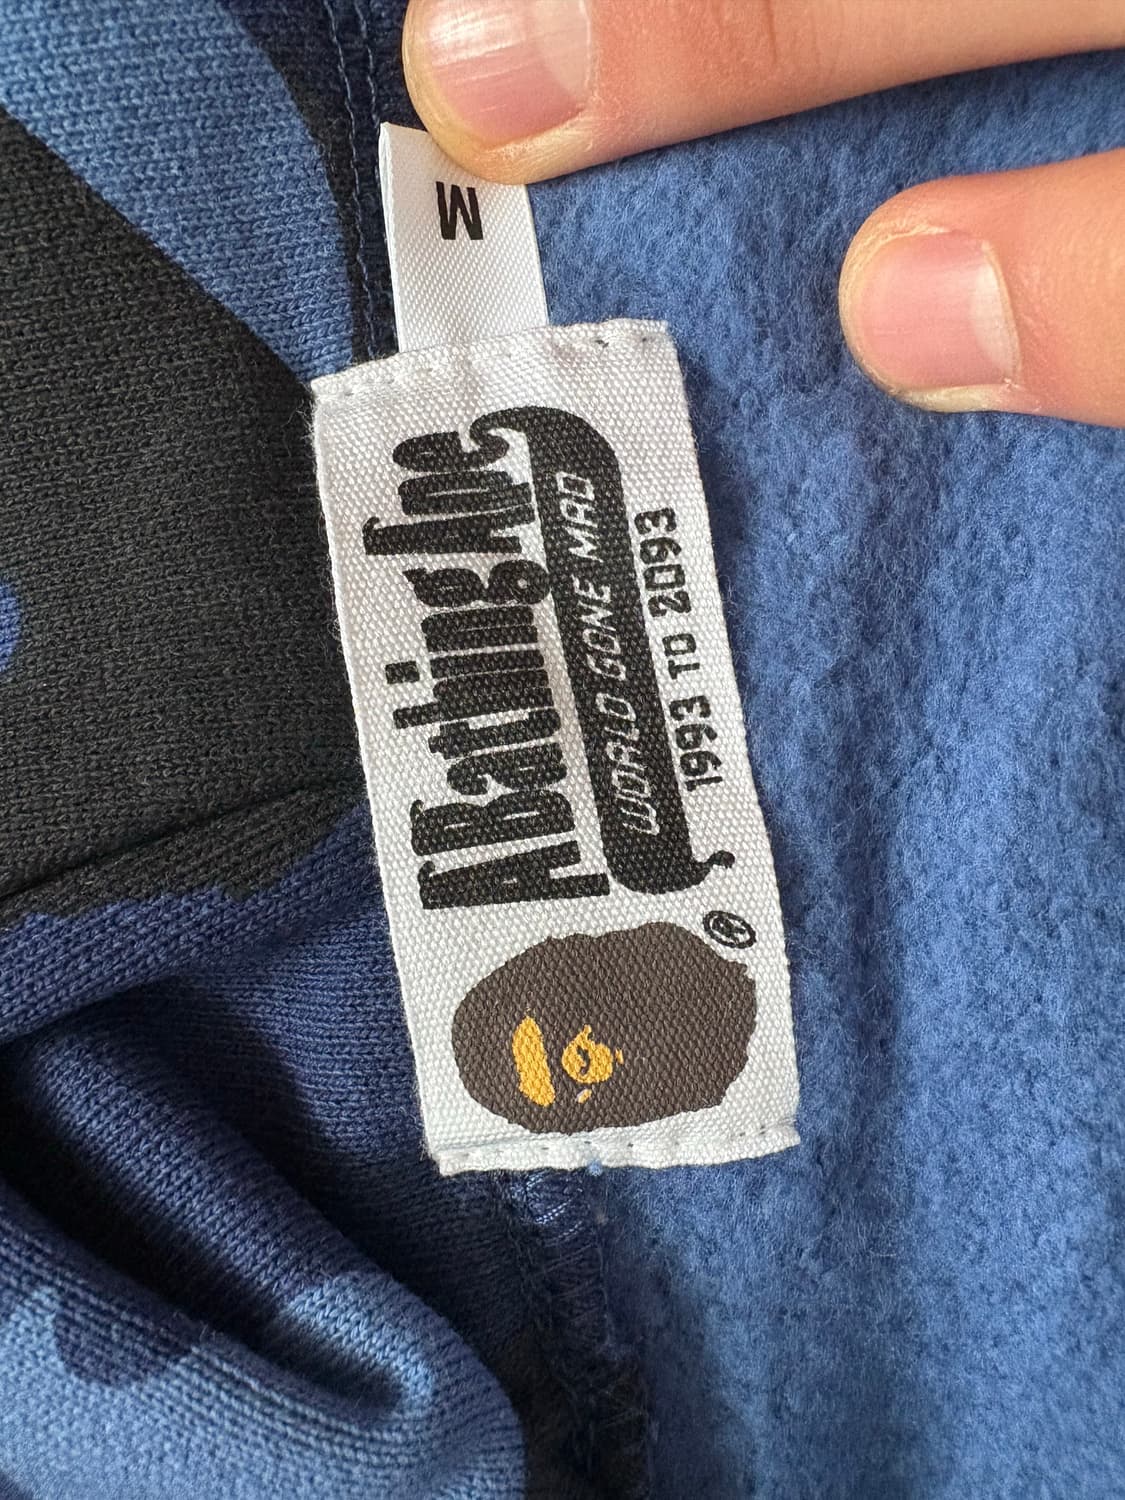 M
A Bathing Ape
WORLD GONE MAD
1993 TO 2093
®